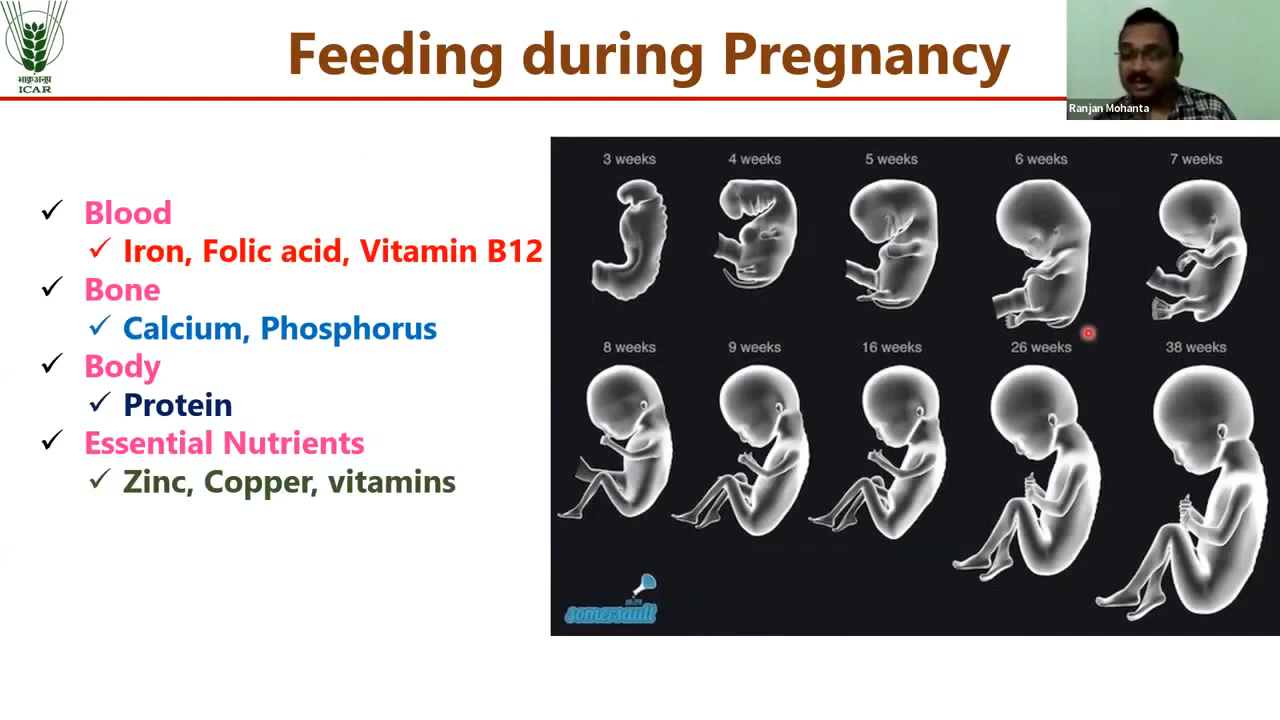 Feeding during Pregnancy
भाकृअनुप
ICAR
Ranjan Mohanta
✓ Blood
✓ Iron, Folic acid, Vitamin B12
✓ Bone
✓ Calcium, Phosphorus
✓ Body
✓ Protein
✓ Essential Nutrients
✓ Zinc, Copper, vitamins
3 weeks 4 weeks 5 weeks 6 weeks 7 weeks
8 weeks 9 weeks 16 weeks 26 weeks 38 weeks
somersault